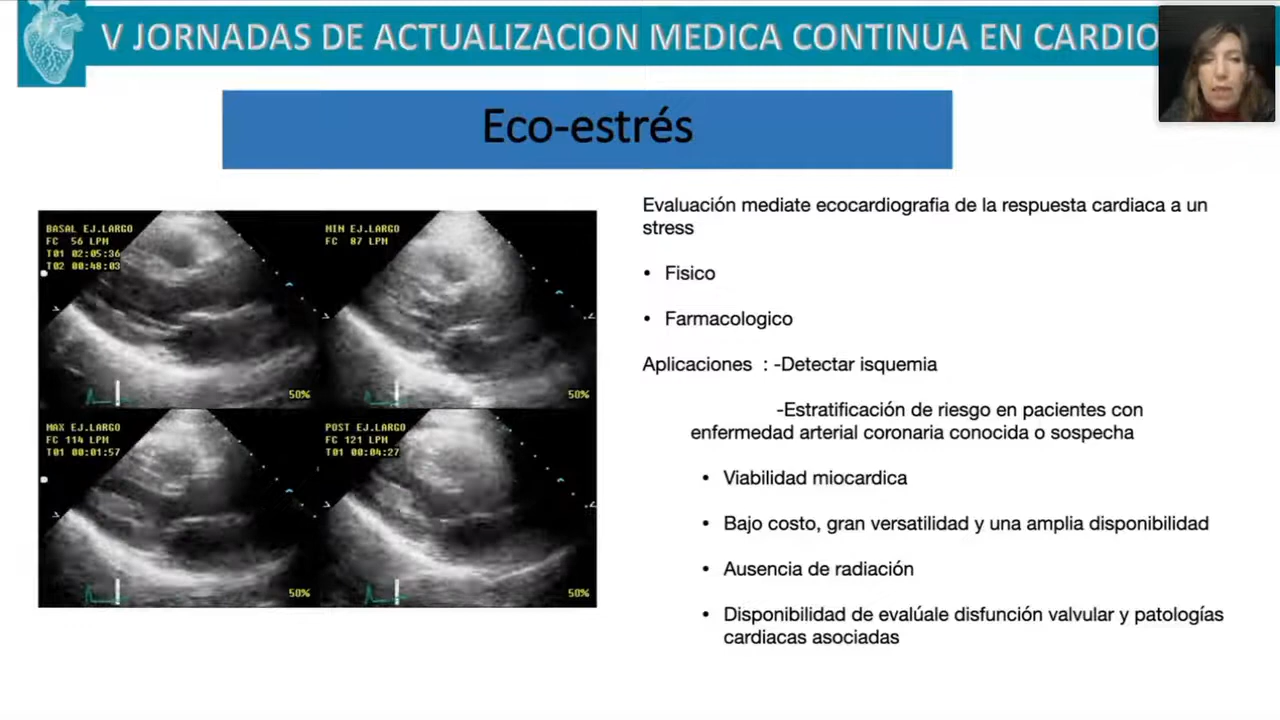 V JORNADAS DE ACTUALIZACION MEDICA CONTINUA EN CARDIO
Eco-estrés
BASAL EJ.LARGO
FC 56 LPM
T01 02:05:36
T02 00:48:03
50%
MIN EJ.LARGO
FC 87 LPM
50%
MAX EJ.LARGO
FC 114 LPM
T01 00:01:57
50%
POST EJ.LARGO
FC 121 LPM
T01 00:04:27
50%
Evaluación mediate ecocardiografia de la respuesta cardiaca a un
stress
• Fisico
• Farmacologico
Aplicaciones : -Detectar isquemia
-Estratificación de riesgo en pacientes con
enfermedad arterial coronaria conocida o sospecha
• Viabilidad miocardica
• Bajo costo, gran versatilidad y una amplia disponibilidad
• Ausencia de radiación
• Disponibilidad de evalúale disfunción valvular y patologías
cardiacas asociadas